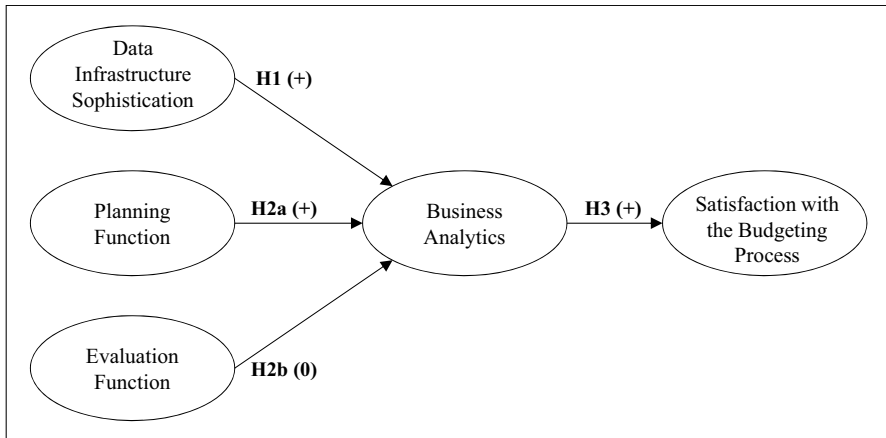 Data
Infrastructure
Sophistication
H1 (+)
Planning
Function
H2a (+)
Business
Analytics
H3 (+)
Satisfaction with
the Budgeting
Process
Evaluation
Function
H2b (0)